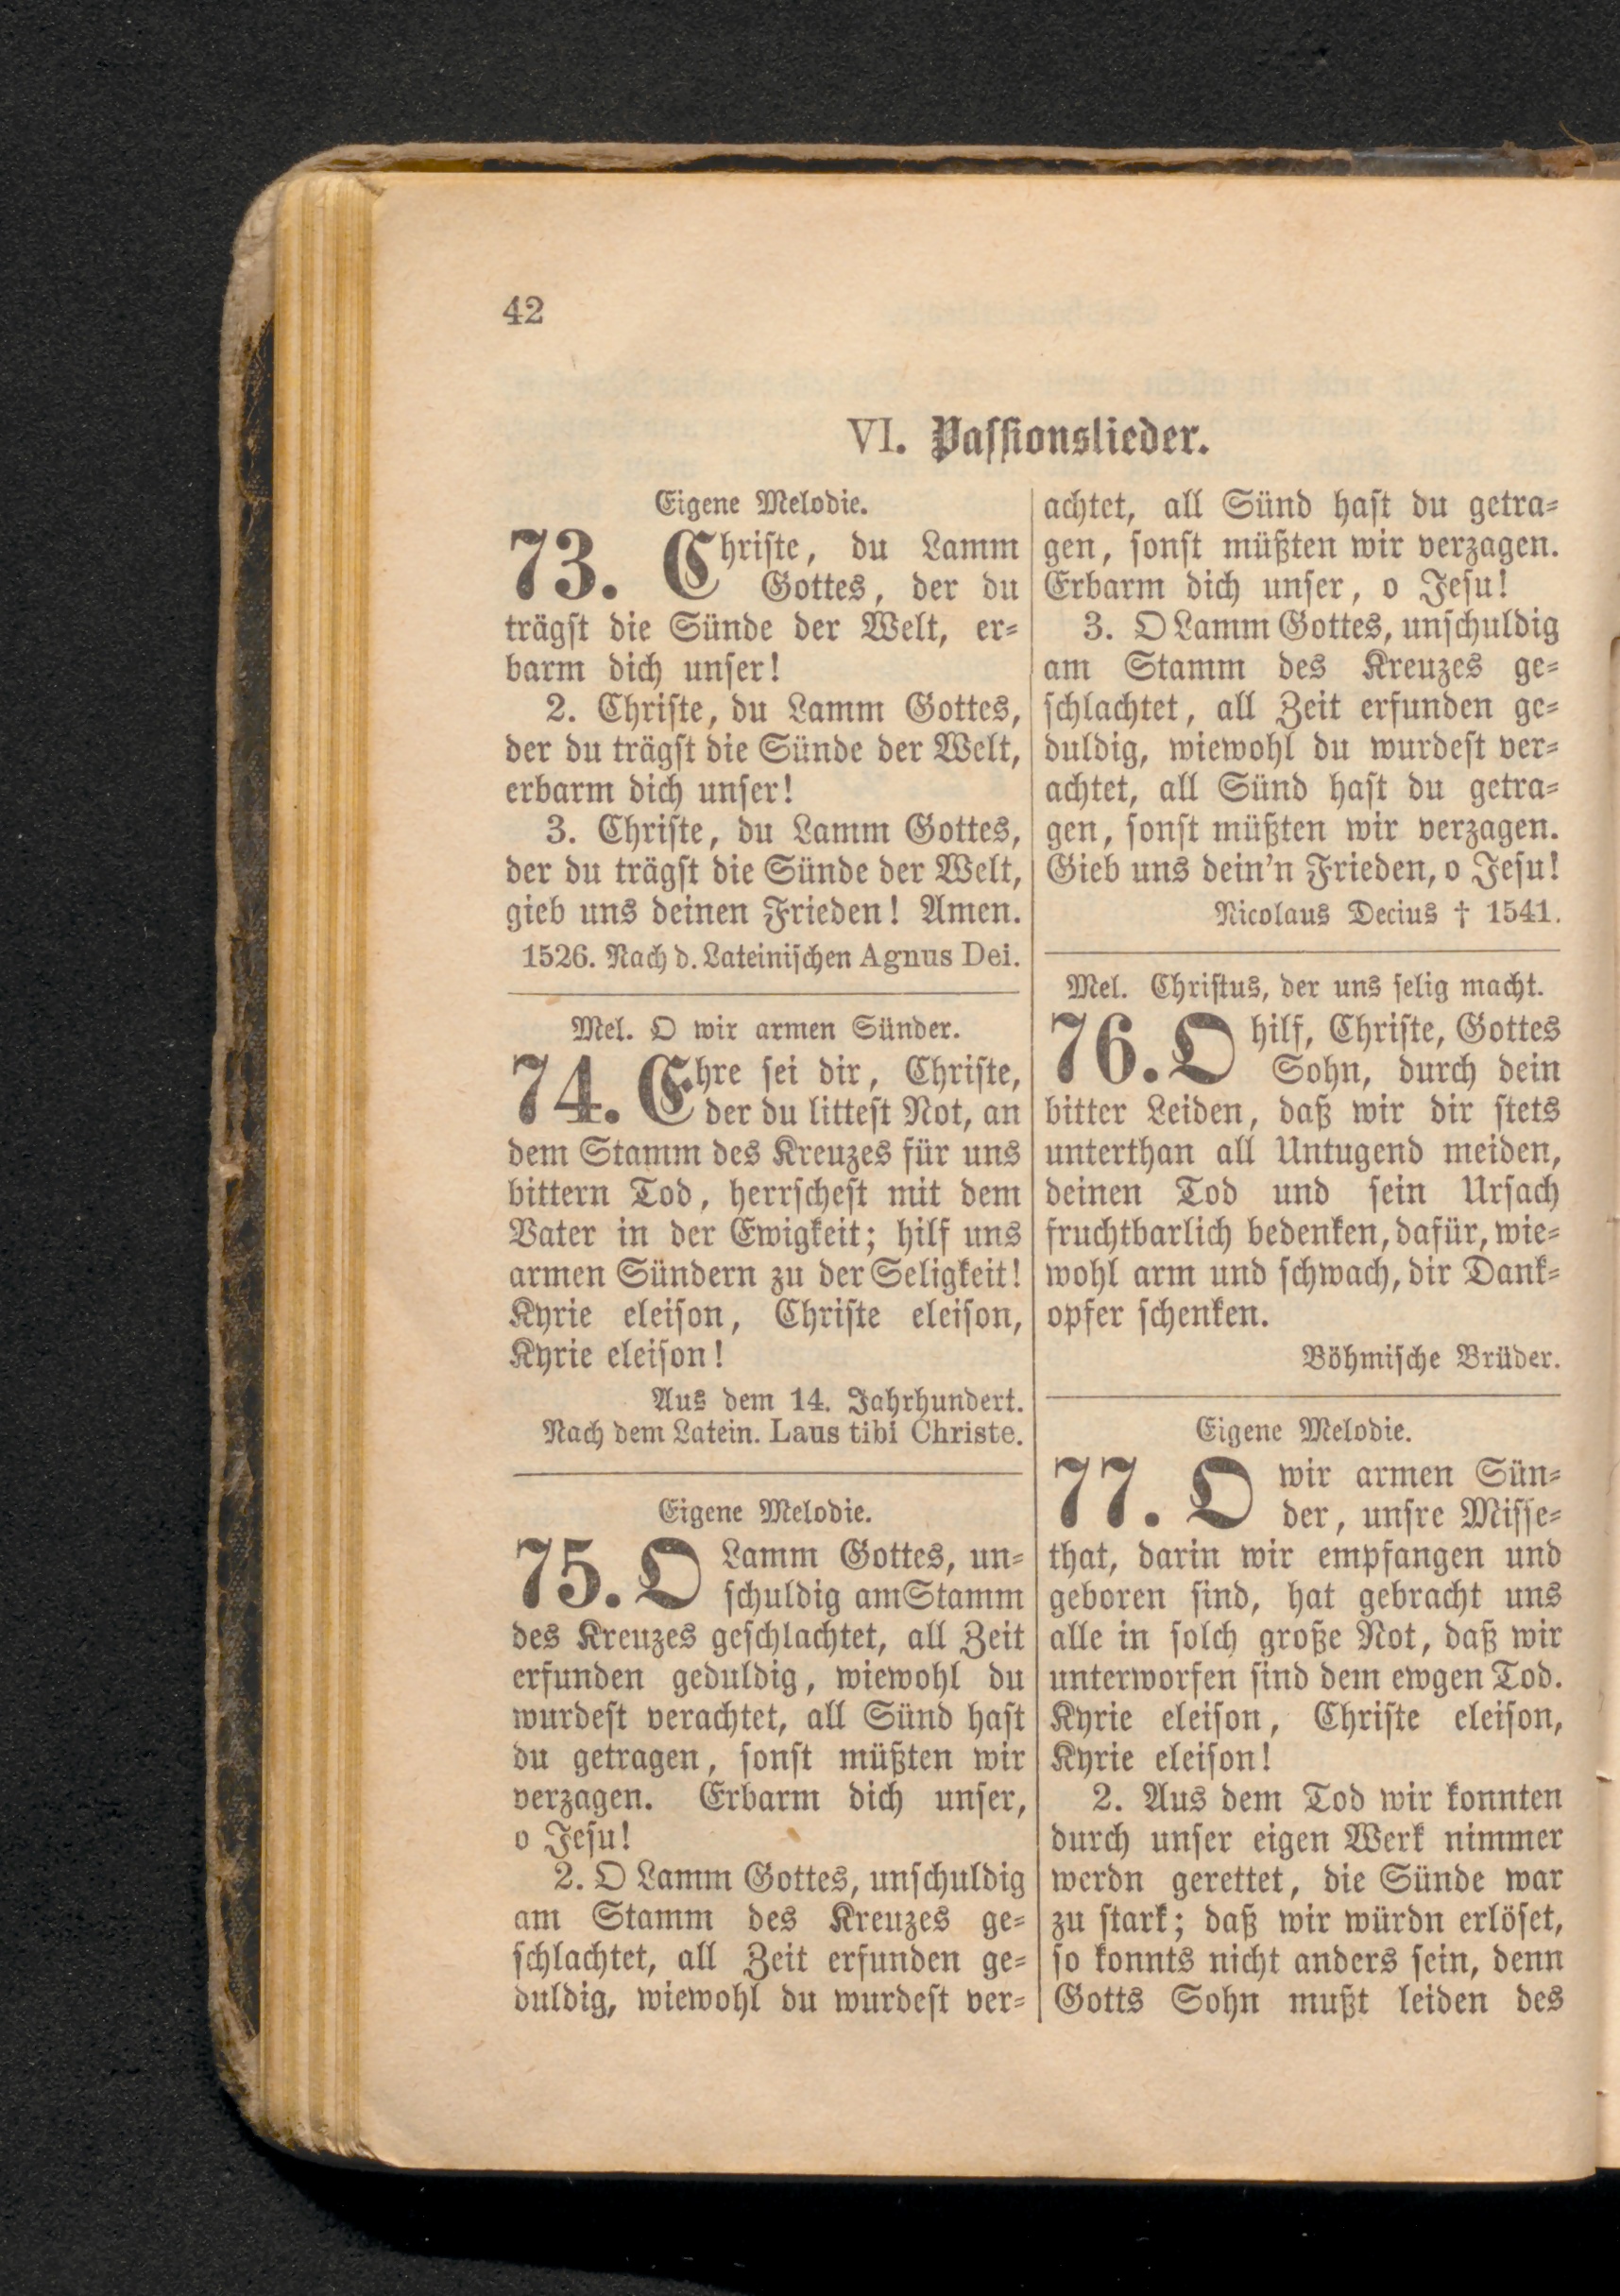 42
VI. Passionslieder.
Eigene Melodie.
73. Christe, du Lamm
Gottes, der du
trägst die Sünde der Welt, er-
barm dich unser!
2. Christe, du Lamm Gottes,
der du trägst die Sünde der Welt,
erbarm dich unser!
3. Christe, du Lamm Gottes,
der du trägst die Sünde der Welt,
gieb uns deinen Frieden! Amen.
1526. Nach d. Lateinischen Agnus Dei.
Mel. O wir armen Sünder.
74. Ehre sei dir, Christe,
der du littest Not, an
dem Stamm des Kreuzes für uns
bittern Tod, herrschest mit dem
Vater in der Ewigkeit; hilf uns
armen Sündern zu der Seligkeit!
Kyrie eleison, Christe eleison,
Kyrie eleison!
Aus dem 14. Jahrhundert.
Nach dem Latein. Laus tibi Christe.
Eigene Melodie.
75. O Lamm Gottes, un-
schuldig am Stamm
des Kreuzes geschlachtet, all Zeit
erfunden geduldig, wiewohl du
wurdest verachtet, all Sünd hast
du getragen, sonst müßten wir
verzagen. Erbarm dich unser,
o Jesu!
2. O Lamm Gottes, unschuldig
am Stamm des Kreuzes ge-
schlachtet, all Zeit erfunden ge-
duldig, wiewohl du wurdest ver-
achtet, all Sünd hast du getra-
gen, sonst müßten wir verzagen.
Erbarm dich unser, o Jesu!
3. O Lamm Gottes, unschuldig
am Stamm des Kreuzes ge-
schlachtet, all Zeit erfunden ge-
duldig, wiewohl du wurdest ver-
achtet, all Sünd hast du getra-
gen, sonst müßten wir verzagen.
Gieb uns dein'n Frieden, o Jesu!
Nicolaus Decius † 1541.
Mel. Christus, der uns selig macht.
76. O hilf, Christe, Gottes
Sohn, durch dein
bitter Leiden, daß wir dir stets
unterthan all Untugend meiden,
deinen Tod und sein Ursach
fruchtbarlich bedenken, dafür, wie-
wohl arm und schwach, dir Dank-
opfer schenken.
Böhmische Brüder.
Eigene Melodie.
77. O wir armen Sün-
der, unsre Misse-
that, darin wir empfangen und
geboren sind, hat gebracht uns
alle in solch große Not, daß wir
unterworfen sind dem ewgen Tod.
Kyrie eleison, Christe eleison,
Kyrie eleison!
2. Aus dem Tod wir konnten
durch unser eigen Werk nimmer
werdn gerettet, die Sünde war
zu stark; daß wir würdn erlöset,
so konnts nicht anders sein, denn
Gotts Sohn mußt leiden des